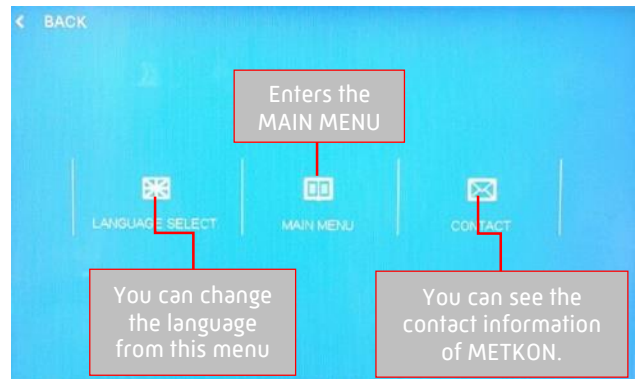 BACK
Enters the
MAIN MENU
LANGUAGE SELECT
MAIN MENU
CONTACT
You can change
the language
from this menu
You can see the
contact information
of METKON.